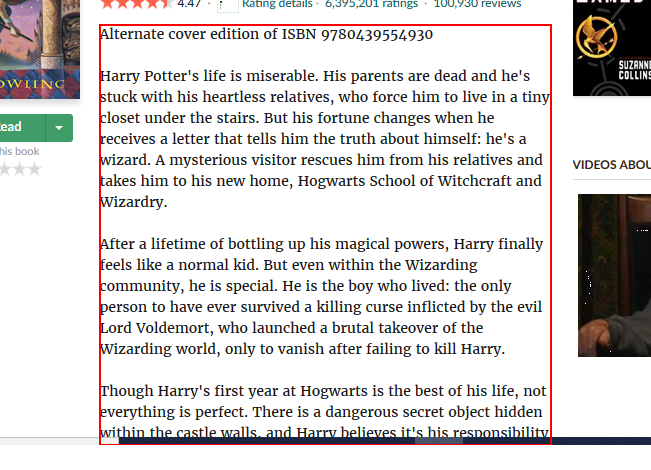 4.47 · Rating details · 6,395,201 ratings · 100,930 reviews
Alternate cover edition of ISBN 9780439554930
Harry Potter's life is miserable. His parents are dead and he's
stuck with his heartless relatives, who force him to live in a tiny
closet under the stairs. But his fortune changes when he
receives a letter that tells him the truth about himself: he's a
wizard. A mysterious visitor rescues him from his relatives and
takes him to his new home, Hogwarts School of Witchcraft and
Wizardry.
After a lifetime of bottling up his magical powers, Harry finally
feels like a normal kid. But even within the Wizarding
community, he is special. He is the boy who lived: the only
person to have ever survived a killing curse inflicted by the evil
Lord Voldemort, who launched a brutal takeover of the
Wizarding world, only to vanish after failing to kill Harry.
Though Harry's first year at Hogwarts is the best of his life, not
everything is perfect. There is a dangerous secret object hidden
within the castle walls, and Harry believes it's his responsibility
OWLING
ead
his book
SUZANNE
COLLINS
VIDEOS ABOU